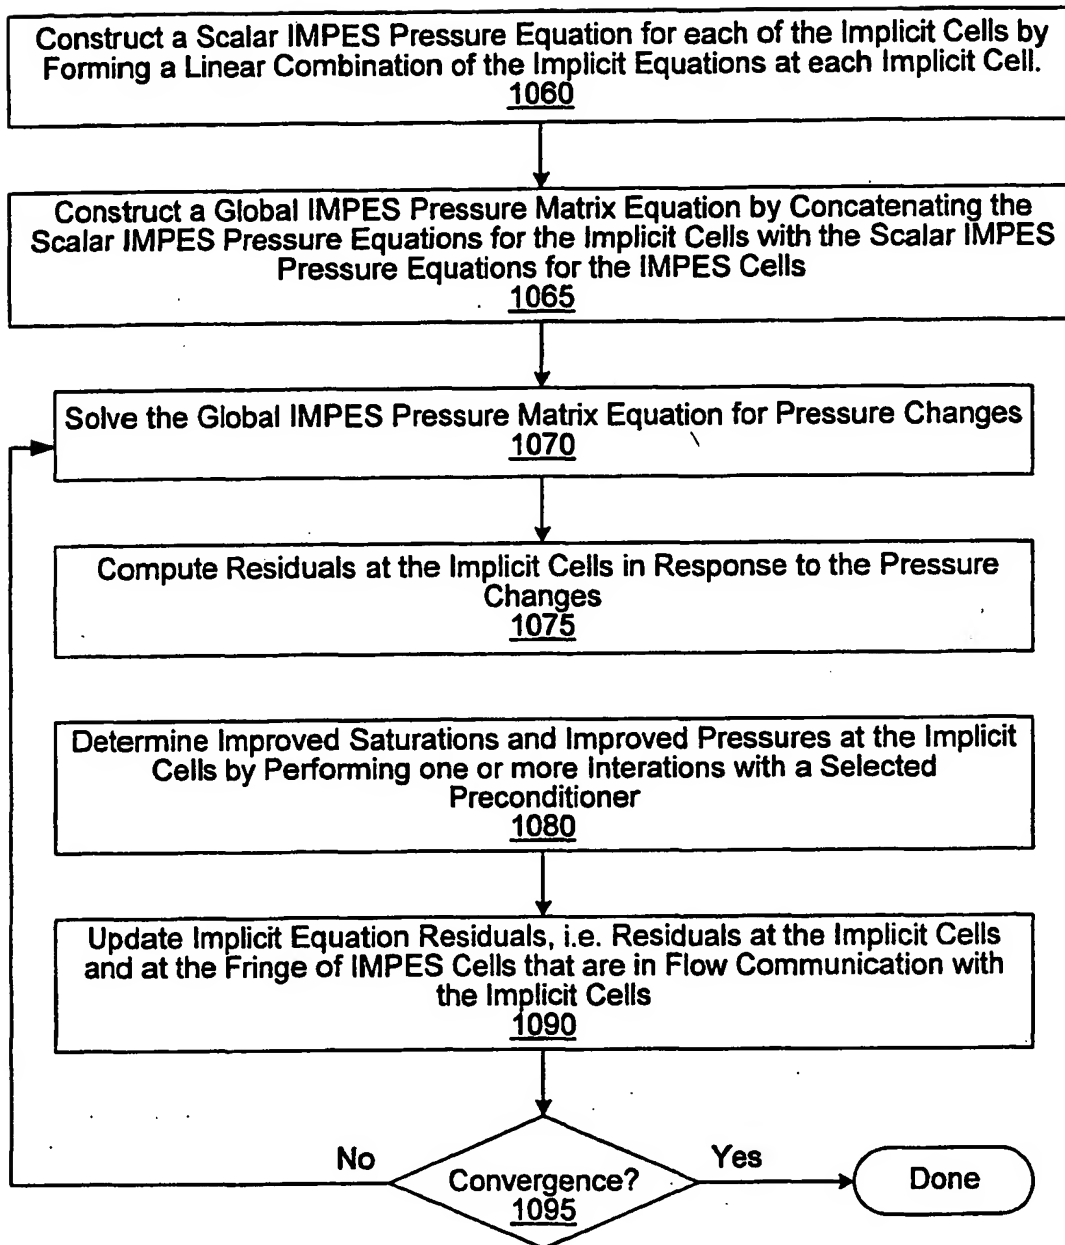 Construct a Scalar IMPES Pressure Equation for each of the Implicit Cells by
Forming a Linear Combination of the Implicit Equations at each Implicit Cell.
1060
Construct a Global IMPES Pressure Matrix Equation by Concatenating the
Scalar IMPES Pressure Equations for the Implicit Cells with the Scalar IMPES
Pressure Equations for the IMPES Cells
1065
Solve the Global IMPES Pressure Matrix Equation for Pressure Changes
1070
Compute Residuals at the Implicit Cells in Response to the Pressure
Changes
1075
Determine Improved Saturations and Improved Pressures at the Implicit
Cells by Performing one or more Interations with a Selected
Preconditioner
1080
Update Implicit Equation Residuals, i.e. Residuals at the Implicit Cells
and at the Fringe of IMPES Cells that are in Flow Communication with
the Implicit Cells
1090
No
Yes
Convergence?
1095
Done